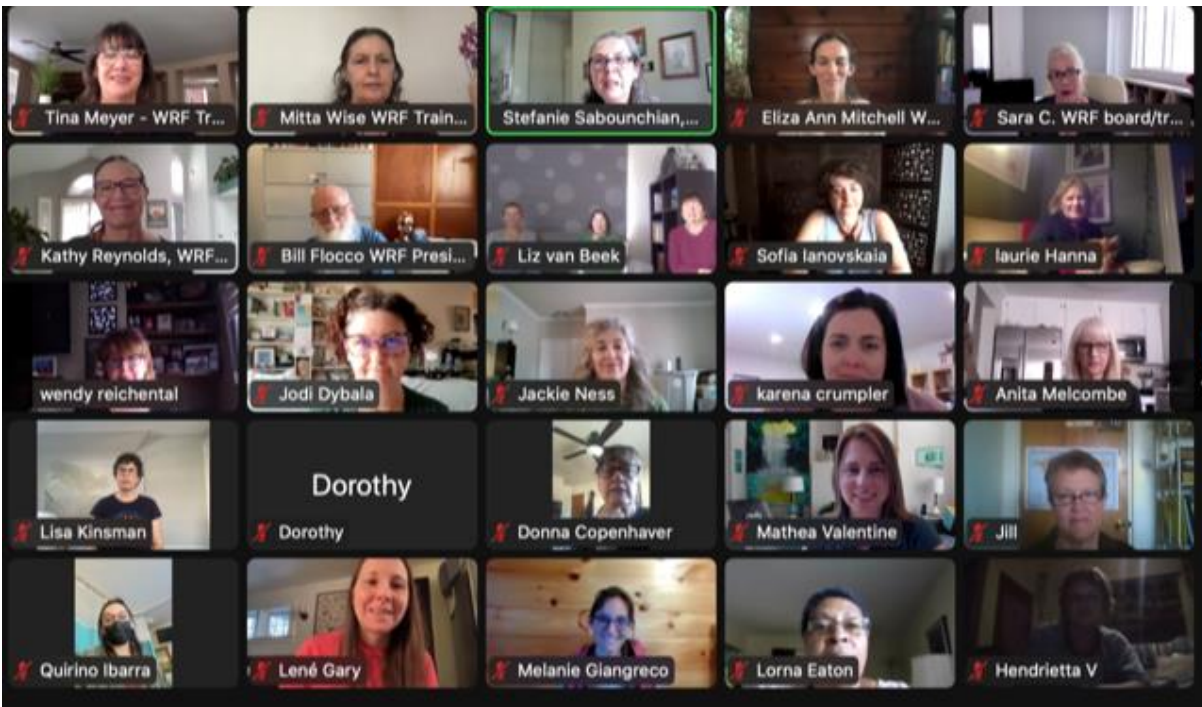 Tina Meyer - WRF Tr...
Mitta Wise WRF Train...
Stefanie Sabounchian,...
Eliza Ann Mitchell W...
Sara C. WRF board/tr...
Kathy Reynolds, WRF...
Bill Flocco WRF Presi...
Liz van Beek
Sofia Ianovskaia
laurie Hanna
wendy reichental
Jodi Dybala
Jackie Ness
karena crumpler
Anita Melcombe
Lisa Kinsman
Dorothy
Dorothy
Donna Copenhaver
Mathea Valentine
Jill
Quirino Ibarra
Lené Gary
Melanie Giangreco
Lorna Eaton
Hendrietta V